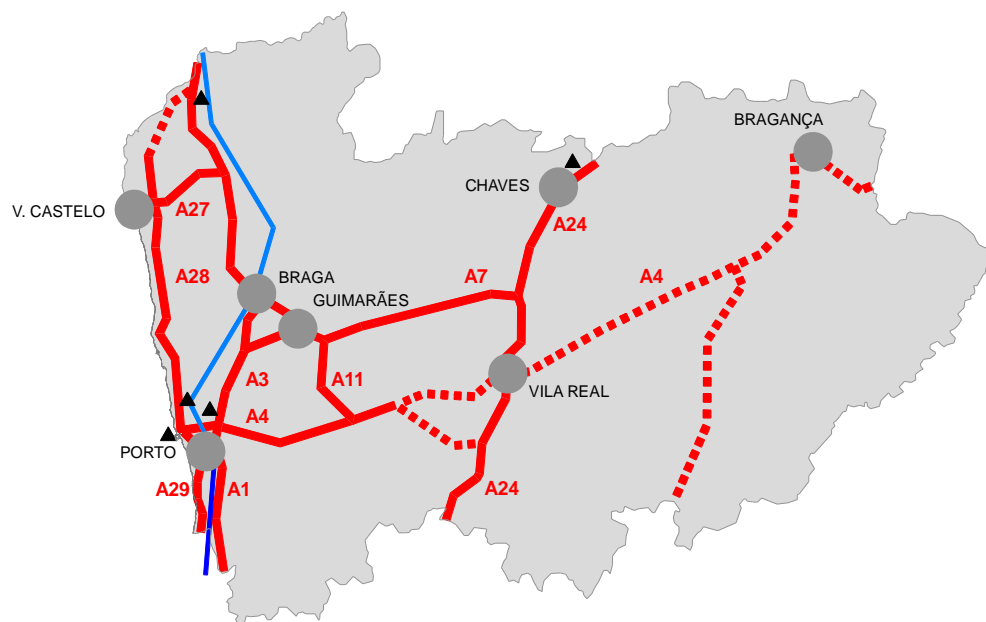 BRAGANÇA
CHAVES
V. CASTELO
A27
A24
A28
BRAGA
A7
A4
GUIMARÃES
A3
A11
VILA REAL
A4
PORTO
A29
A1
A24